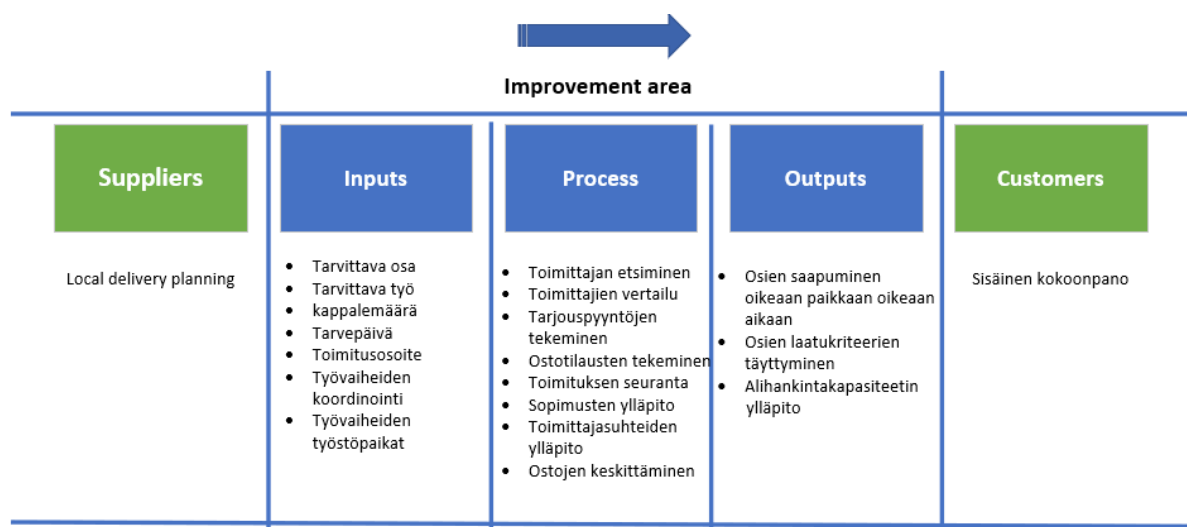 Improvement area
Suppliers
Inputs
Process
Outputs
Customers
Local delivery planning
• Tarvittava osa
• Tarvittava työ
• kappalemäärä
• Tarvepäivä
• Toimitusosoite
• Työvaiheiden
koordinointi
• Työvaiheiden
työstöpaikat
• Toimittajan etsiminen
• Toimittajien vertailu
• Tarjouspyyntöjen
tekeminen
• Ostotilausten tekeminen
• Toimituksen seuranta
• Sopimusten ylläpito
• Toimittajasuhteiden
ylläpito
• Ostojen keskittäminen
• Osien saapuminen
oikeaan paikkaan oikeaan
aikaan
• Osien laatukriteerien
täyttyminen
• Alihankintakapasiteetin
ylläpito
Sisäinen kokoonpano